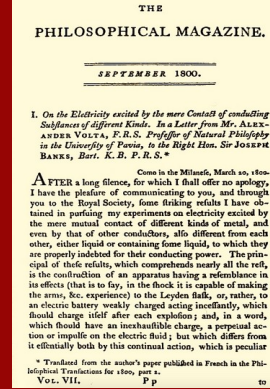 THE
PHILOSOPHICAL MAGAZINE.
SEPTEMBER 1800.
I. On the Electricity excited by the mere Contact of conducting
Substances of different Kinds. In a Letter from Mr. ALEX-
ANDER VOLTA, F.R.S. Professor of Natural Philosophy
in the University of Pavia, to the Right Hon. Sir JOSEPH
BANKS, Bart. K.B. P.R.S.*
Como in the Milanese, March 20, 1800.
AFTER a long silence, for which I shall offer no apology,
I have the pleasure of communicating to you, and through
you to the Royal Society, some striking results I have ob-
tained in pursuing my experiments on electricity excited by
the mere mutual contact of different kinds of metal, and
even by that of other conductors, also different from each
other, either liquid or containing some liquid, to which they
are properly indebted for their conducting power. The prin-
cipal of these results, which comprehends nearly all the rest,
is the construction of an apparatus having a resemblance in
its effects (that is to say, in the shock it is capable of making
the arms, &c. experience) to the Leyden flask, or, rather, to
an electric battery weakly charged acting incessantly, which
should charge itself after each explosion; and, in a word,
which should have an inexhaustible charge, a perpetual ac-
tion or impulse on the electric fluid; but which differs from
it essentially both by this continual action, which is peculiar
* Translated from the author's paper published in French in the Phi-
losophical Transactions for 1800, part 2.
VOL. VII. P p to